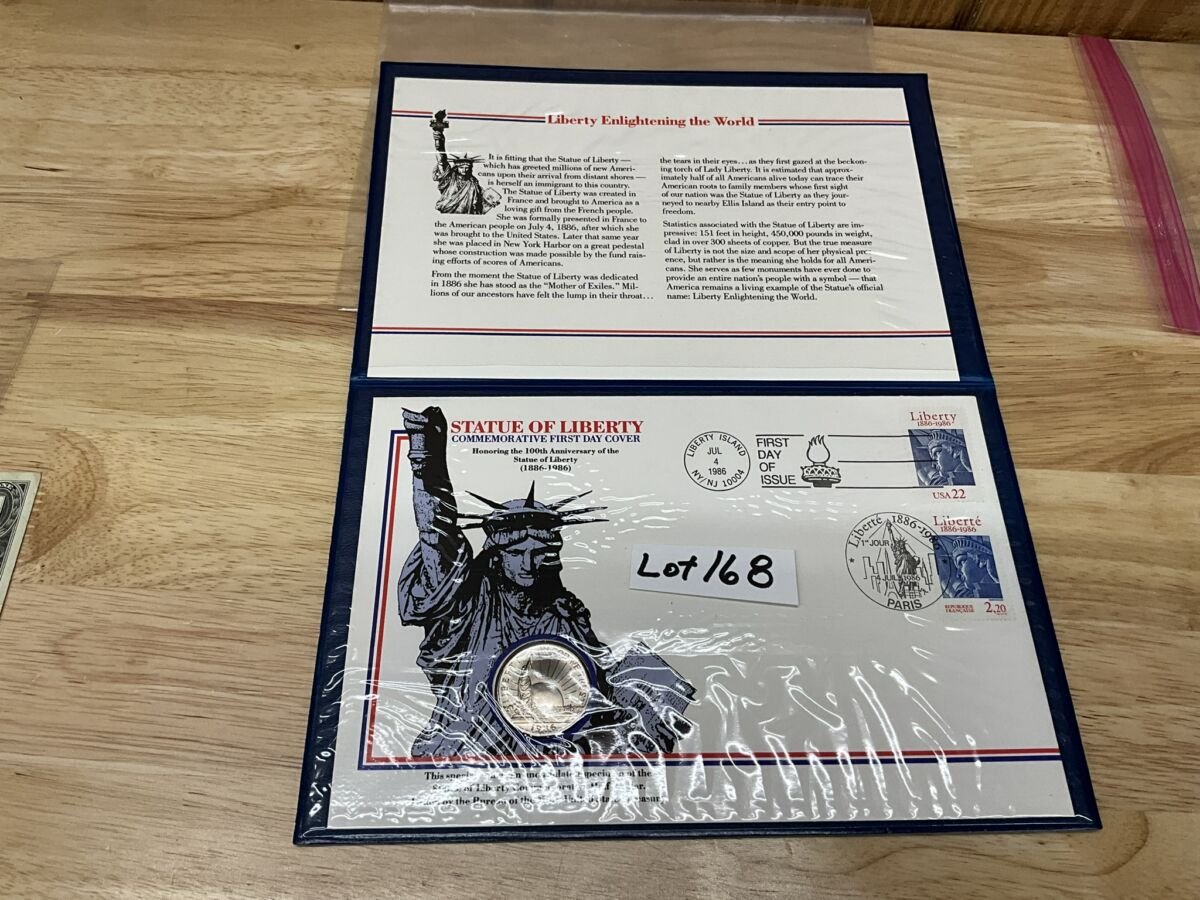 Liberty Enlightening the World
It is fitting that the Statue of Liberty —
which has greeted millions of new Ameri-
cans upon their arrival from distant shores —
is herself an immigrant to this country.
The Statue of Liberty was created in
France and brought to America as a
loving gift from the French people.
She was formally presented in France to
the American people on July 4, 1886, after which she
was brought to the United States. Later that same year
she was placed in New York Harbor on a great pedestal
whose construction was made possible by the fund rais-
ing efforts of scores of Americans.
From the moment the Statue of Liberty was dedicated
in 1886 she has stood as the "Mother of Exiles." Mil-
lions of our ancestors have felt the lump in their throat...
the tears in their eyes...as they first gazed at the beckon-
ing torch of Lady Liberty. It is estimated that approx-
imately half of all Americans alive today can trace their
American roots to family members whose first sight
of our nation was the Statue of Liberty as they jour-
neyed to nearby Ellis Island as their entry point to
freedom.
Statistics associated with the Statue of Liberty are im-
pressive: 151 feet in height, 450,000 pounds in weight,
clad in over 300 sheets of copper. But the true measure
of Liberty is not the size and scope of her physical pre-
ence, but rather is the meaning she holds for all Ameri-
cans. She serves as few monuments have ever done to
provide an entire nation's people with a symbol — that
America remains a living example of the Statue's official
name: Liberty Enlightening the World.
STATUE OF LIBERTY
COMMEMORATIVE FIRST DAY COVER
Honoring the 100th Anniversary of the
Statue of Liberty
(1886-1986)
LIBERTY ISLAND
JUL
4
1986
NY/NJ 10004
FIRST
DAY
OF
ISSUE
Liberty
1886-1986
USA 22
Liberté 1886-1986
1er JOUR
4 JUIL 1986
PARIS
Liberté
1886-1986
REPUBLIQUE
FRANÇAISE
2,20
Lot 168
LIBERTY
1986
This
of the
of Liberty
the Bureau of the